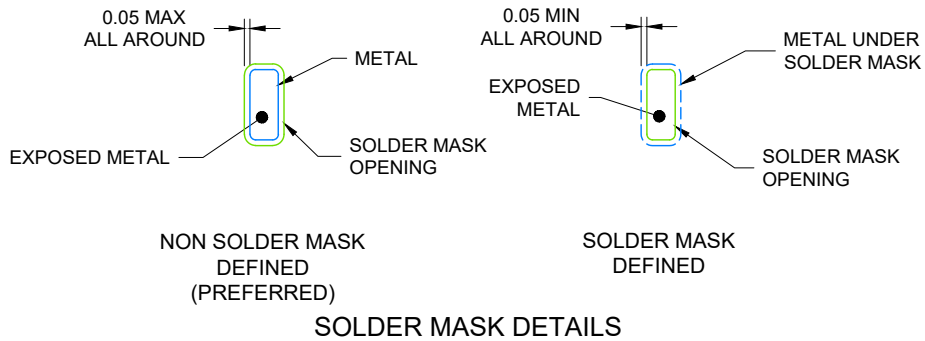 0.05 MAX
ALL AROUND
METAL
EXPOSED METAL
SOLDER MASK
OPENING
NON SOLDER MASK
DEFINED
(PREFERRED)
0.05 MIN
ALL AROUND
METAL UNDER
SOLDER MASK
EXPOSED
METAL
SOLDER MASK
OPENING
SOLDER MASK
DEFINED
SOLDER MASK DETAILS